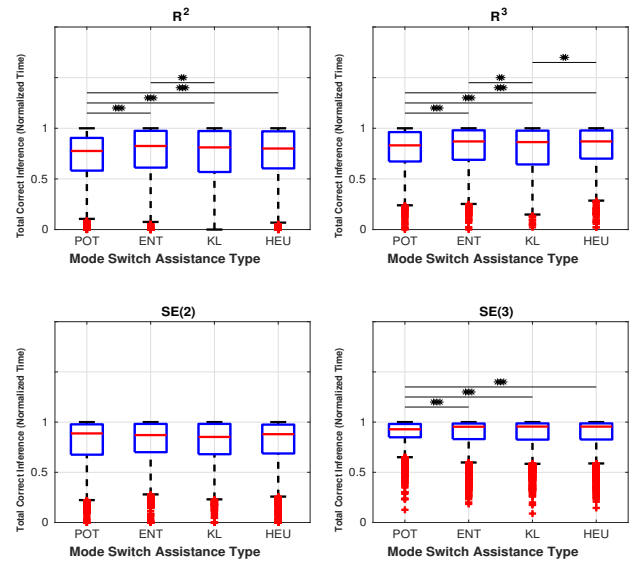 R²
Total Correct Inference (Normalized Time)
1
0.5
0
***
***
***
**
POT ENT KL HEU
Mode Switch Assistance Type
R³
Total Correct Inference (Normalized Time)
1
0.5
0
***
***
***
**
**
POT ENT KL HEU
Mode Switch Assistance Type
SE(2)
Total Correct Inference (Normalized Time)
1
0.5
0
POT ENT KL HEU
Mode Switch Assistance Type
SE(3)
Total Correct Inference (Normalized Time)
1
0.5
0
***
***
***
POT ENT KL HEU
Mode Switch Assistance Type